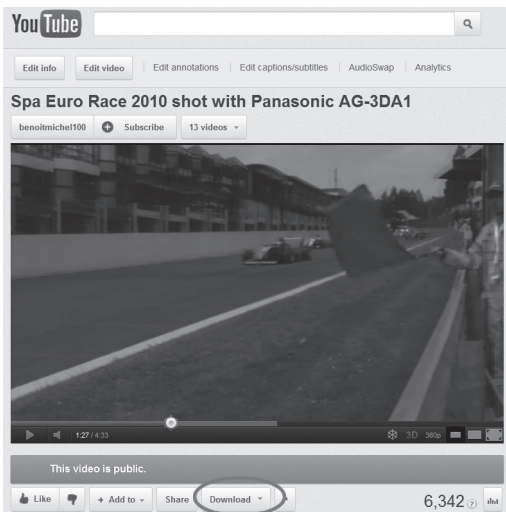 YouTube
Edit info Edit video Edit annotations Edit captions/subtitles AudioSwap Analytics
Spa Euro Race 2010 shot with Panasonic AG-3DA1
benoitmichel100 Subscribe 13 videos
1:27 / 4:33 3D 360p
This video is public.
Like + Add to Share Download 6,342 ?